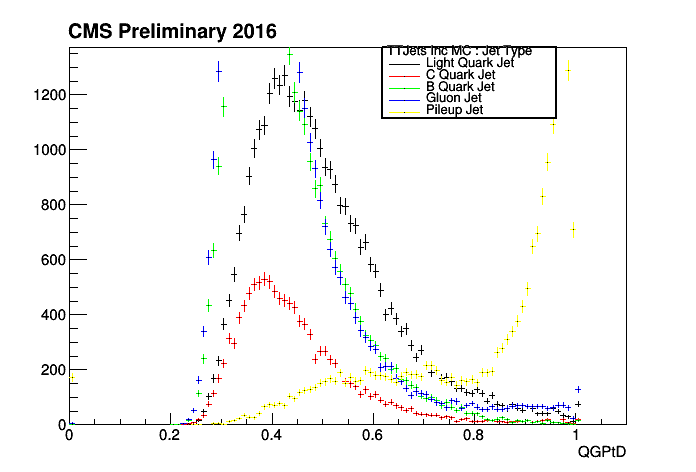 CMS Preliminary 2016
TTJets Inc MC : Jet Type
Light Quark Jet
C Quark Jet
B Quark Jet
Gluon Jet
Pileup Jet
1200
1000
800
600
400
200
0
0 0.2 0.4 0.6 0.8 1
QGPtD